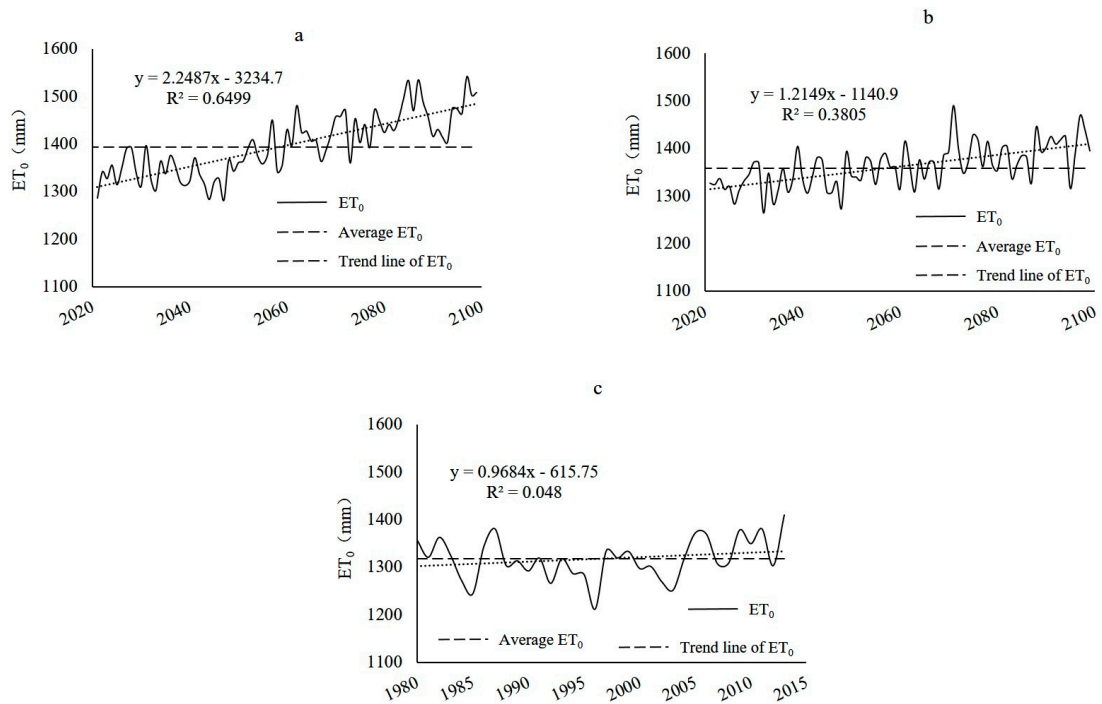 a
1600
1500
1400
1300
1200
1100
ET₀（mm）
y = 2.2487x - 3234.7
R² = 0.6499
ET₀
Average ET₀
Trend line of ET₀
2020
2040
2060
2080
2100
b
1600
1500
1400
1300
1200
1100
ET₀（mm）
y = 1.2149x - 1140.9
R² = 0.3805
ET₀
Average ET₀
Trend line of ET₀
2020
2040
2060
2080
2100
c
1600
1500
1400
1300
1200
1100
ET₀（mm）
y = 0.9684x - 615.75
R² = 0.048
ET₀
Average ET₀
Trend line of ET₀
1980
1985
1990
1995
2000
2005
2010
2015